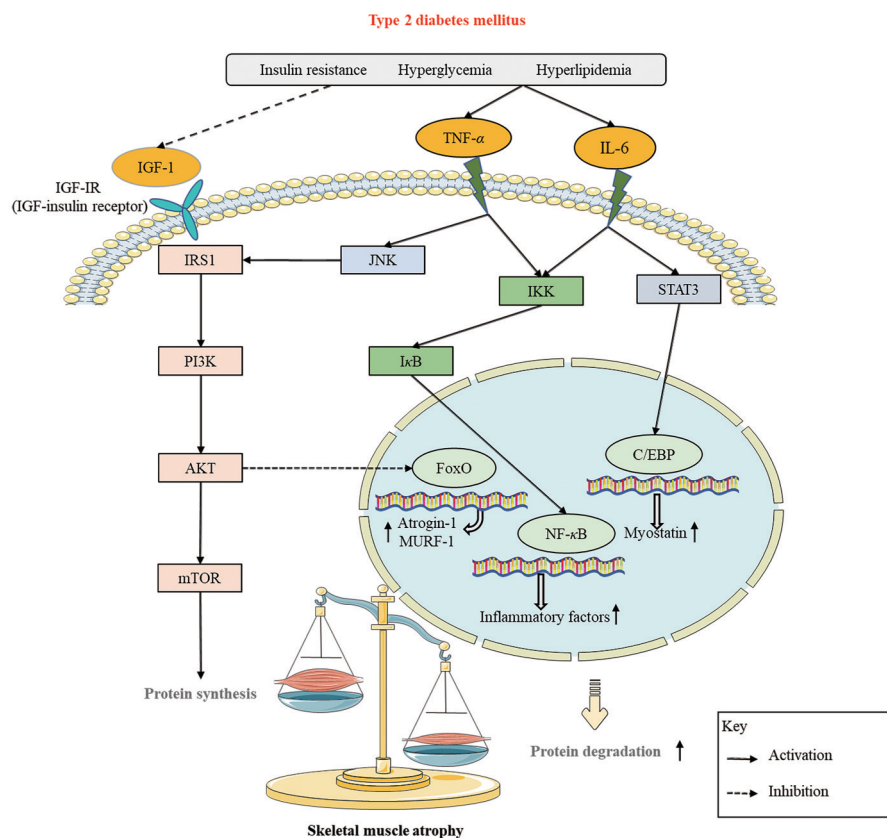 Type 2 diabetes mellitus
Insulin resistance Hyperglycemia Hyperlipidemia
TNF-α
IL-6
IGF-1
IGF-IR
(IGF-insulin receptor)
IRS1
JNK
IKK
STAT3
PI3K
IκB
AKT
FoxO
C/EBP
Atrogin-1
MURF-1
NF-κB
Myostatin
mTOR
Inflammatory factors
Protein synthesis
Protein degradation
Key
Activation
Inhibition
Skeletal muscle atrophy